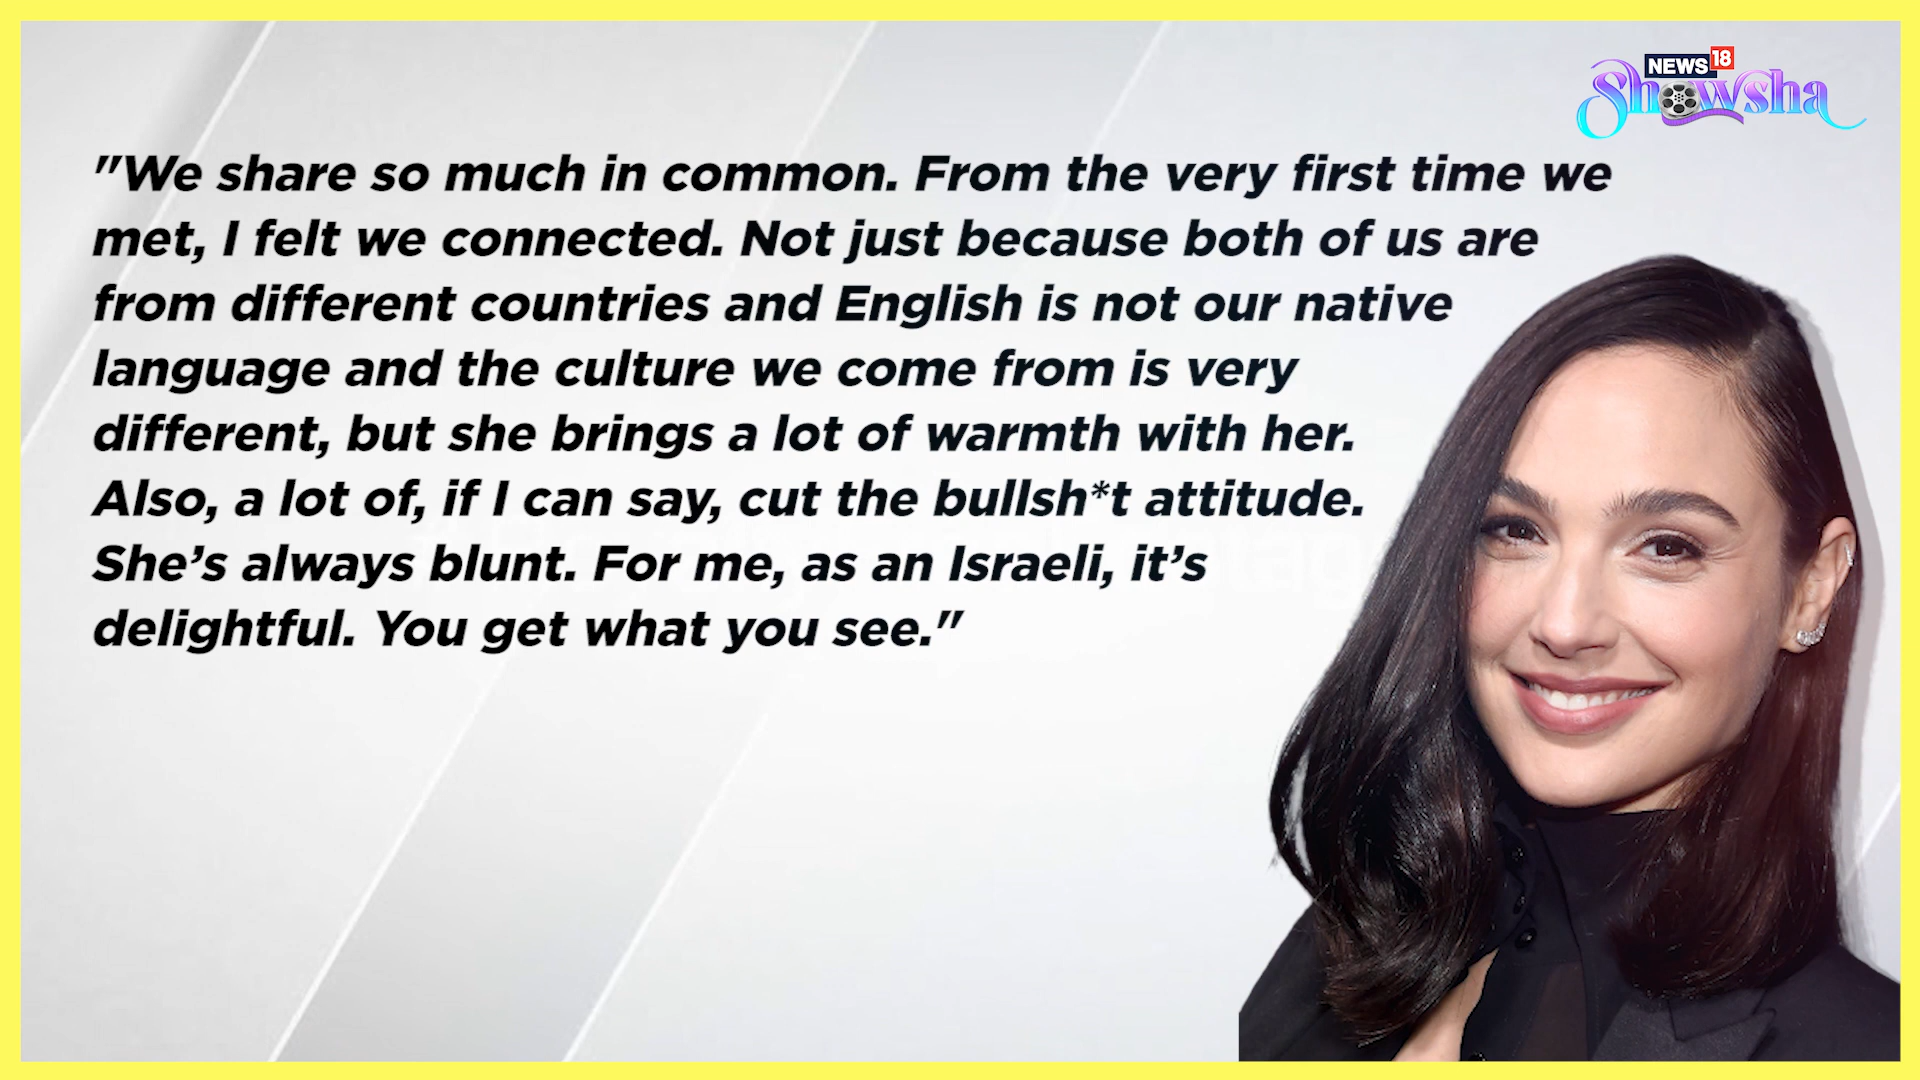 NEWS 18
Showsha
"We share so much in common. From the very first time we
met, I felt we connected. Not just because both of us are
from different countries and English is not our native
language and the culture we come from is very
different, but she brings a lot of warmth with her.
Also, a lot of, if I can say, cut the bullsh*t attitude.
She’s always blunt. For me, as an Israeli, it’s
delightful. You get what you see."